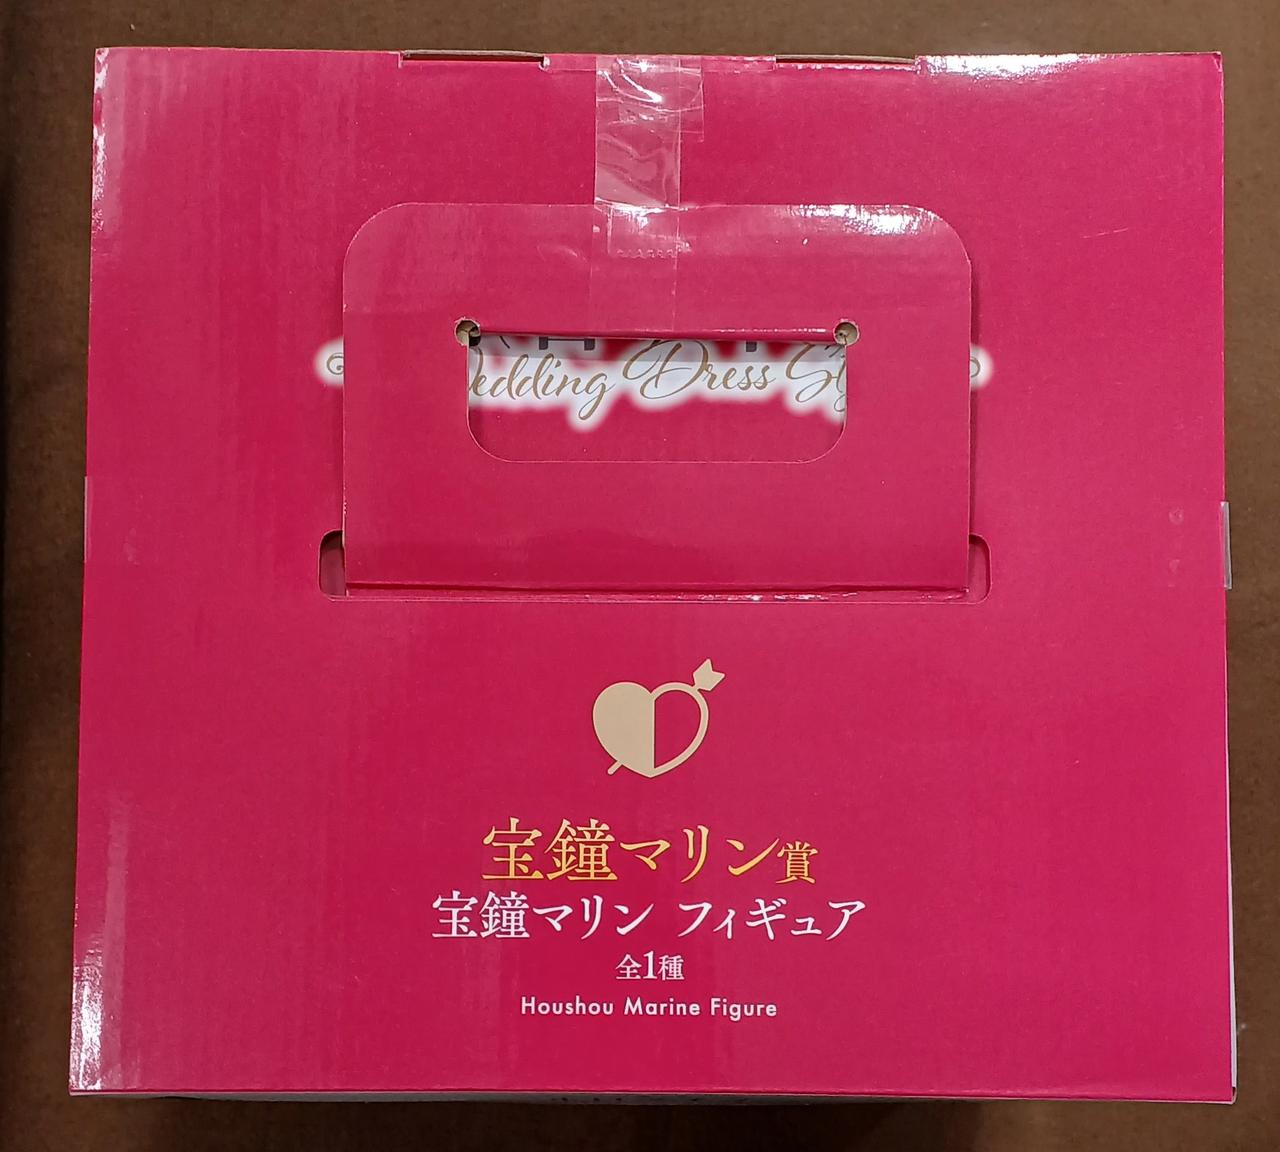 edding Dress
宝鐘マリン賞
宝鐘マリン フィギュア
全1種
Houshou Marine Figure